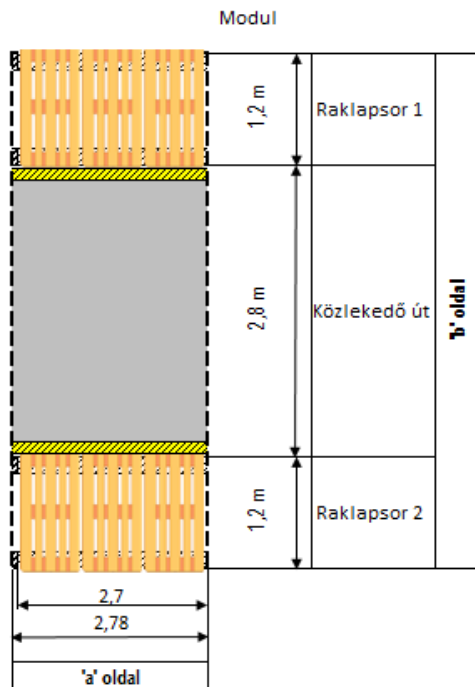 Modul
1,2 m
Raklapsor 1
2,8 m
Közlekedő út
'b' oldal
1,2 m
Raklapsor 2
2,7
2,78
'a' oldal